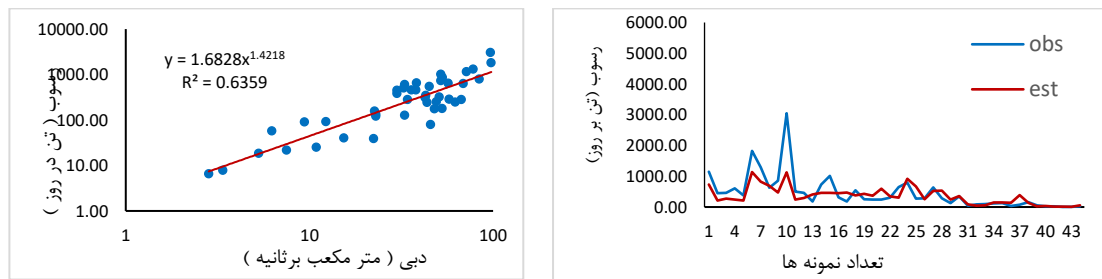 10000.00
1000.00
100.00
10.00
1.00
رسوب ( تن در روز )
y = 1.6828x^1.4218
R² = 0.6359
1 10 100
دبی ( متر مکعب برثانیه )
6000.00
5000.00
4000.00
3000.00
2000.00
1000.00
0.00
رسوب (تن بر روز)
obs
est
1 4 7 10 13 16 19 22 25 28 31 34 37 40 43
تعداد نمونه ها